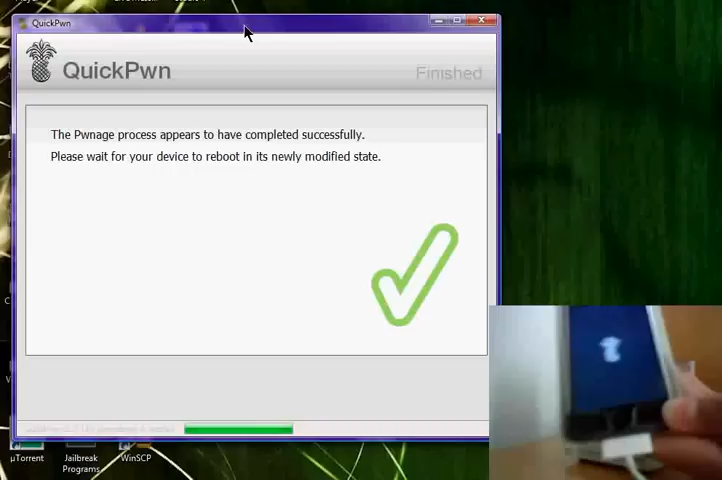 QuickPwn
QuickPwn
Finished
The Pwnage process appears to have completed successfully.
Please wait for your device to reboot in its newly modified state.
µTorrent
Jailbreak
Programs
WinSCP